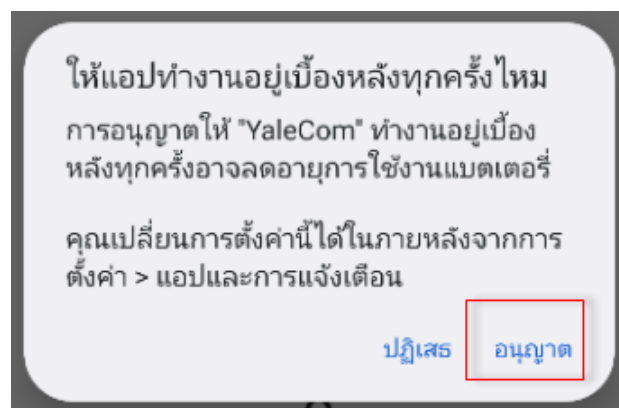 ให้แอปทำงานอยู่เบื้องหลังทุกครั้งไหม
การอนุญาตให้ "YaleCom" ทำงานอยู่เบื้อง
หลังทุกครั้งอาจลดอายุการใช้งานแบตเตอรี่
คุณเปลี่ยนการตั้งค่านี้ได้ในภายหลังจากการ
ตั้งค่า > แอปและการแจ้งเตือน
ปฏิเสธ อนุญาต